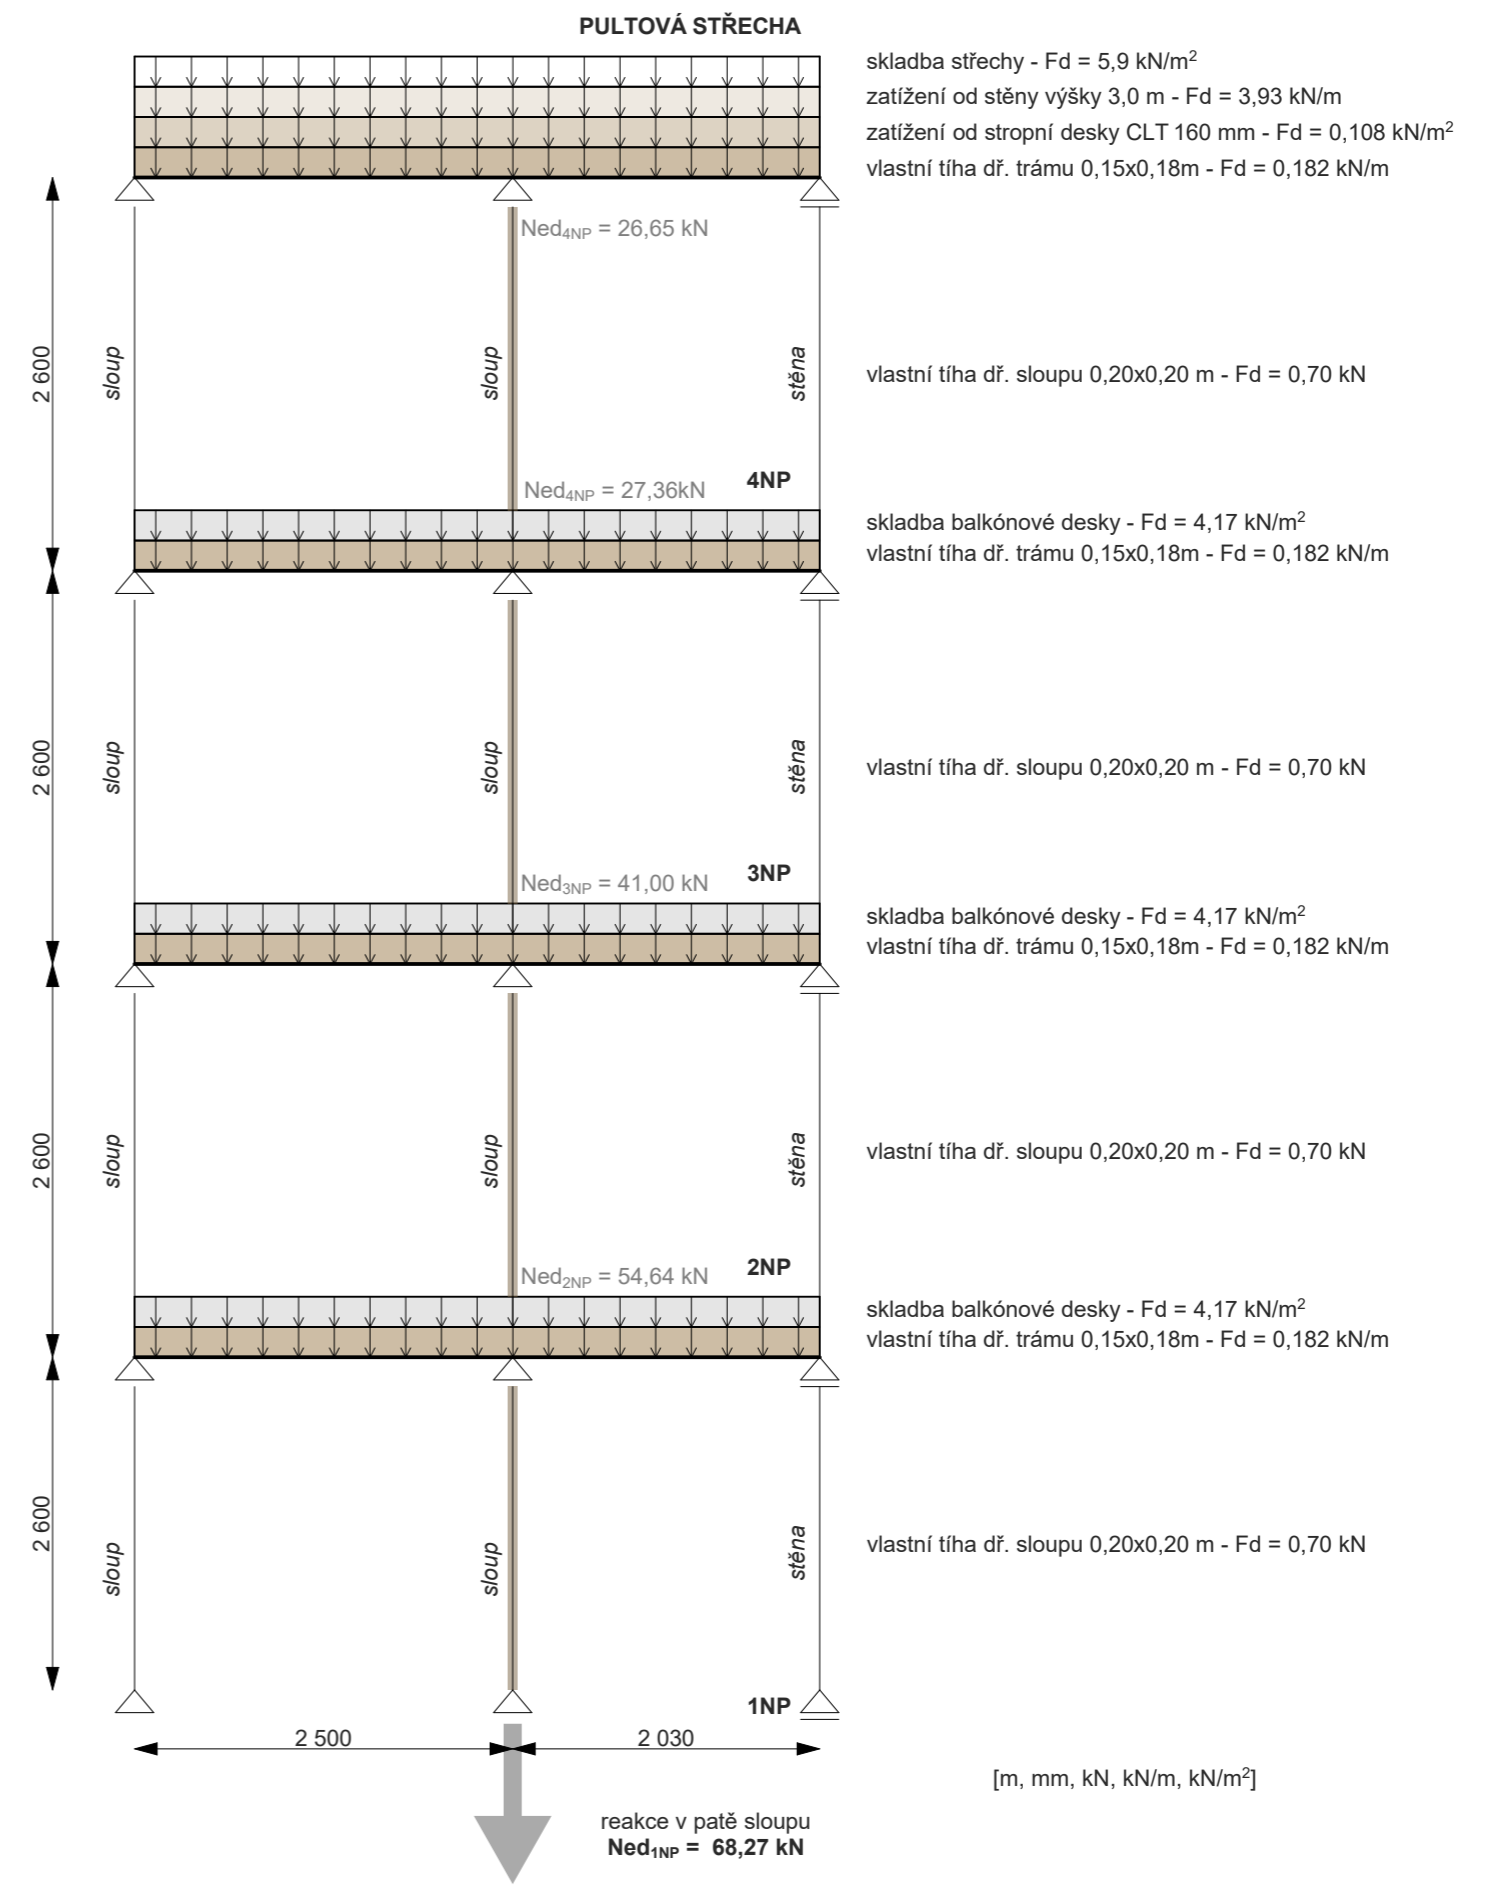 PULTOVÁ STŘECHA
skladba střechy - Fd = 5,9 kN/m²
zatížení od stěny výšky 3,0 m - Fd = 3,93 kN/m
zatížení od stropní desky CLT 160 mm - Fd = 0,108 kN/m²
vlastní tíha dř. trámu 0,15x0,18m - Fd = 0,182 kN/m
Ned4NP = 26,65 kN
2 600
sloup
sloup
stěna
vlastní tíha dř. sloupu 0,20x0,20 m - Fd = 0,70 kN
4NP
Ned4NP = 27,36kN
skladba balkónové desky - Fd = 4,17 kN/m²
vlastní tíha dř. trámu 0,15x0,18m - Fd = 0,182 kN/m
2 600
sloup
sloup
stěna
vlastní tíha dř. sloupu 0,20x0,20 m - Fd = 0,70 kN
3NP
Ned3NP = 41,00 kN
skladba balkónové desky - Fd = 4,17 kN/m²
vlastní tíha dř. trámu 0,15x0,18m - Fd = 0,182 kN/m
2 600
sloup
sloup
stěna
vlastní tíha dř. sloupu 0,20x0,20 m - Fd = 0,70 kN
2NP
Ned2NP = 54,64 kN
skladba balkónové desky - Fd = 4,17 kN/m²
vlastní tíha dř. trámu 0,15x0,18m - Fd = 0,182 kN/m
2 600
sloup
sloup
stěna
vlastní tíha dř. sloupu 0,20x0,20 m - Fd = 0,70 kN
1NP
2 500
2 030
[m, mm, kN, kN/m, kN/m²]
reakce v patě sloupu
Ned1NP = 68,27 kN